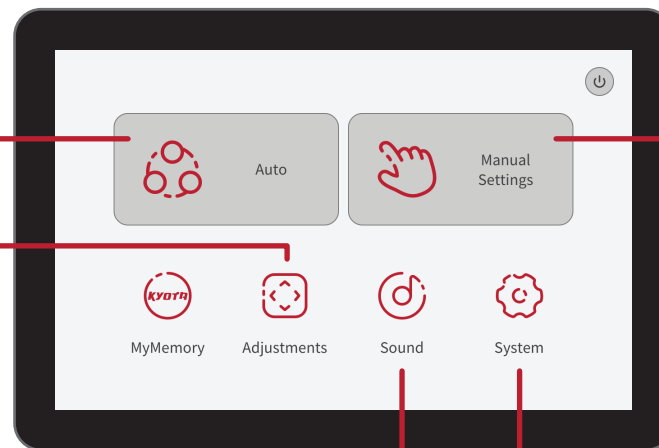 Auto
Manual
Settings
KYOTA
MyMemory
Adjustments
Sound
System